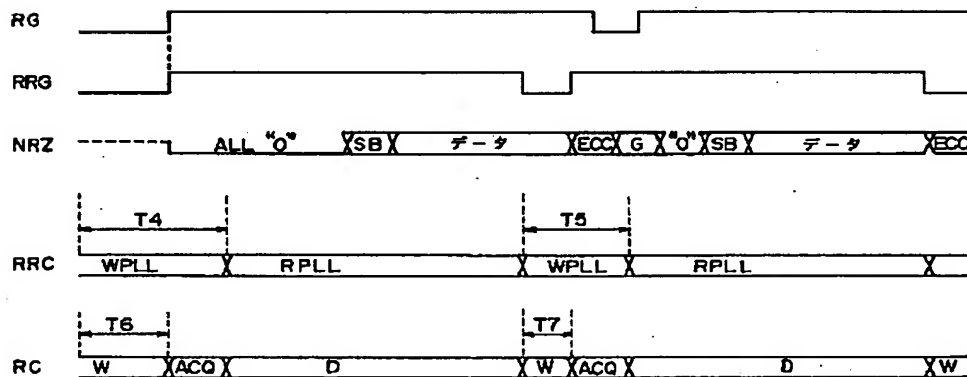 RG
RRG
NRZ ALL "0" SB データ ECC G "0" SB データ ECC
T4 T5
RRC WPLL RPLL WPLL RPLL
T6 T7
RC W ACQ D W ACQ D W